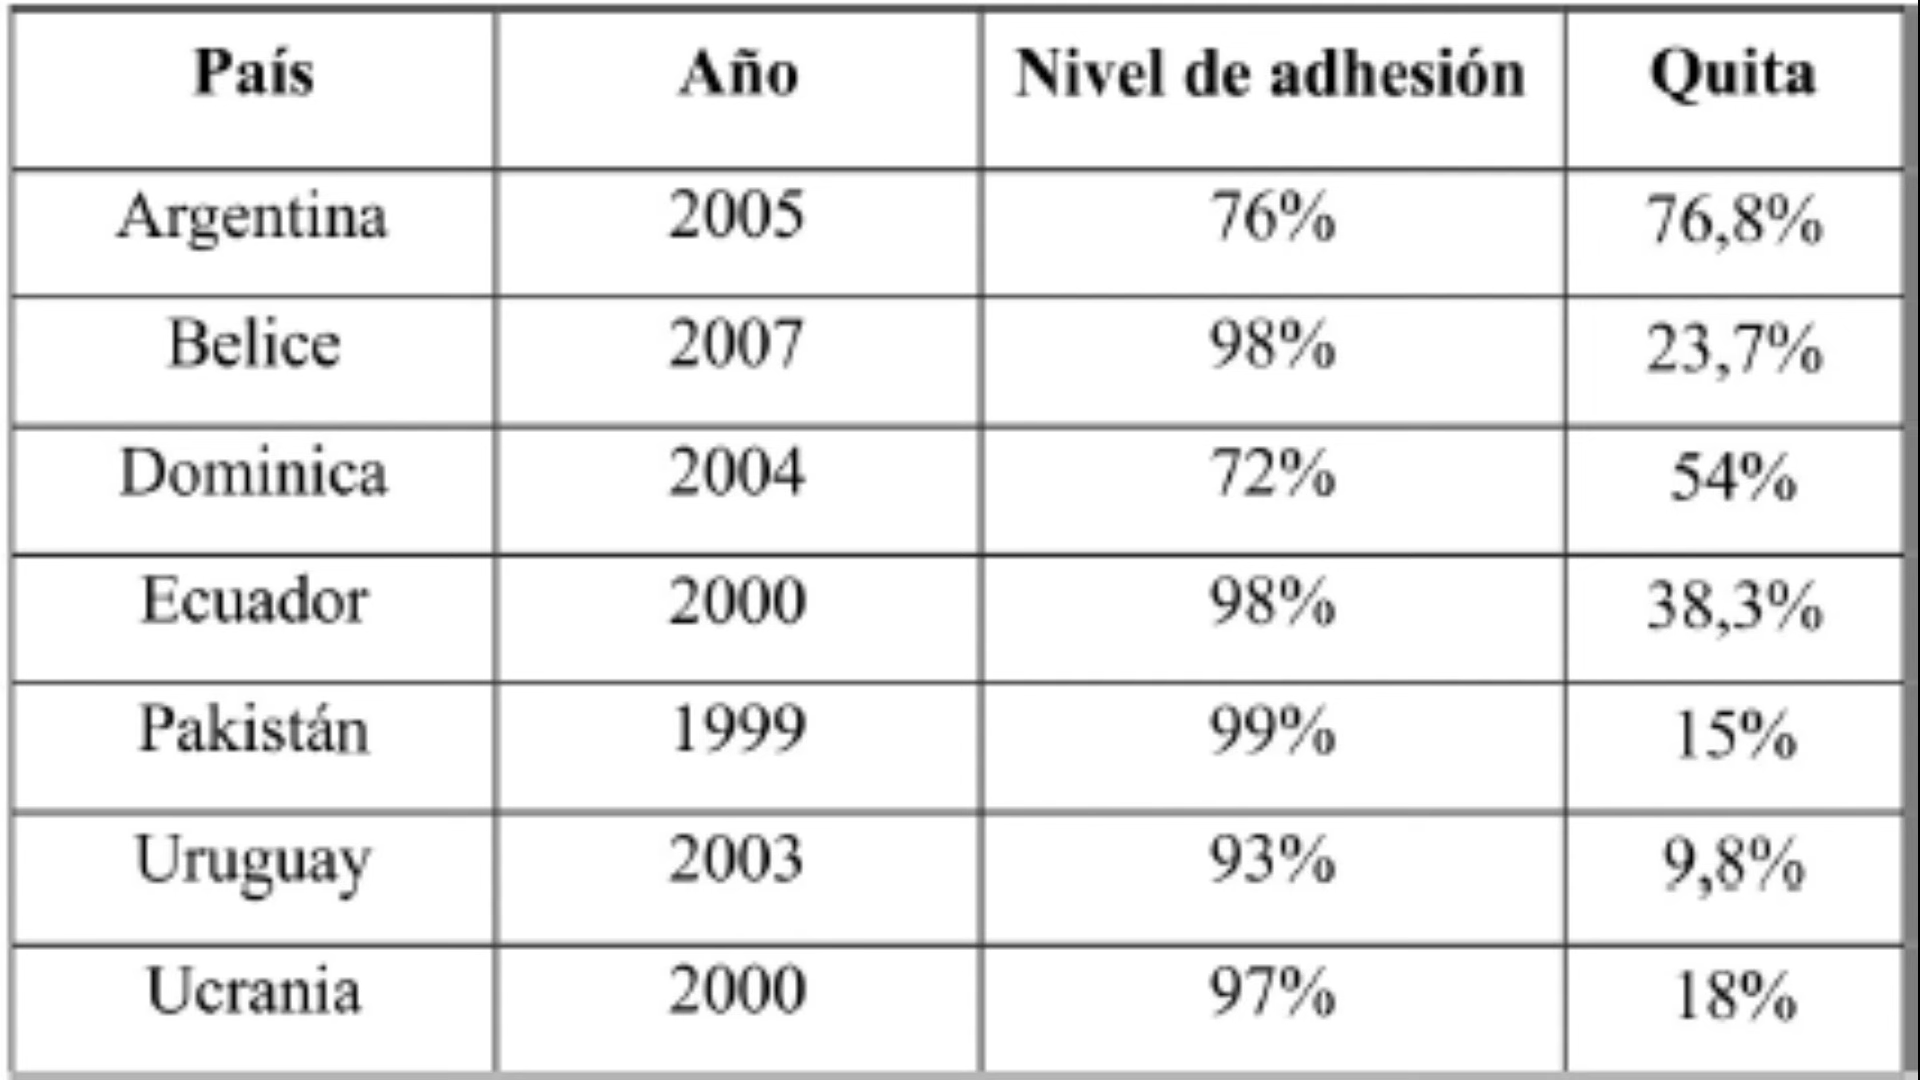 País Año Nivel de adhesión Quita
Argentina 2005 76% 76,8%
Belice 2007 98% 23,7%
Dominica 2004 72% 54%
Ecuador 2000 98% 38,3%
Pakistán 1999 99% 15%
Uruguay 2003 93% 9,8%
Ucrania 2000 97% 18%